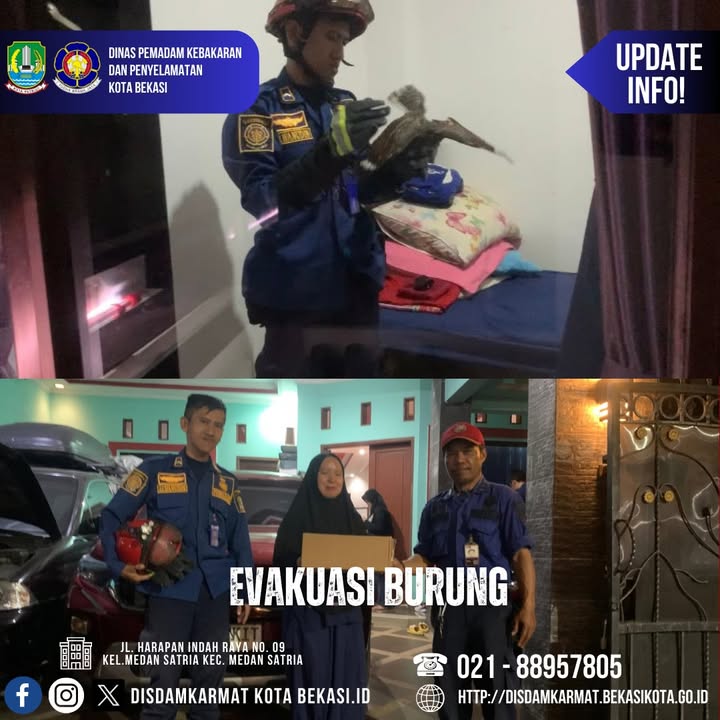 DINAS PEMADAM KEBAKARAN
DAN PENYELAMATAN
KOTA BEKASI
UPDATE
INFO!
EVAKUASI BURUNG
JL. HARAPAN INDAH RAYA NO. 09
KEL.MEDAN SATRIA KEC. MEDAN SATRIA
021 - 88957805
DISDAMKARMAT KOTA BEKASI.ID
HTTP://DISDAMKARMAT.BEKASIKOTA.GO.ID